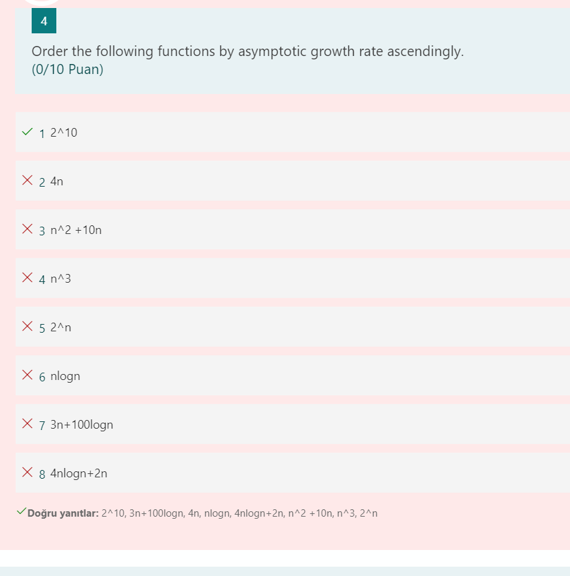 4
Order the following functions by asymptotic growth rate ascendingly.
(0/10 Puan)
1 2^10
2 4n
3 n^2 +10n
4 n^3
5 2^n
6 nlogn
7 3n+100logn
8 4nlogn+2n
Doğru yanıtlar: 2^10, 3n+100logn, 4n, nlogn, 4nlogn+2n, n^2 +10n, n^3, 2^n